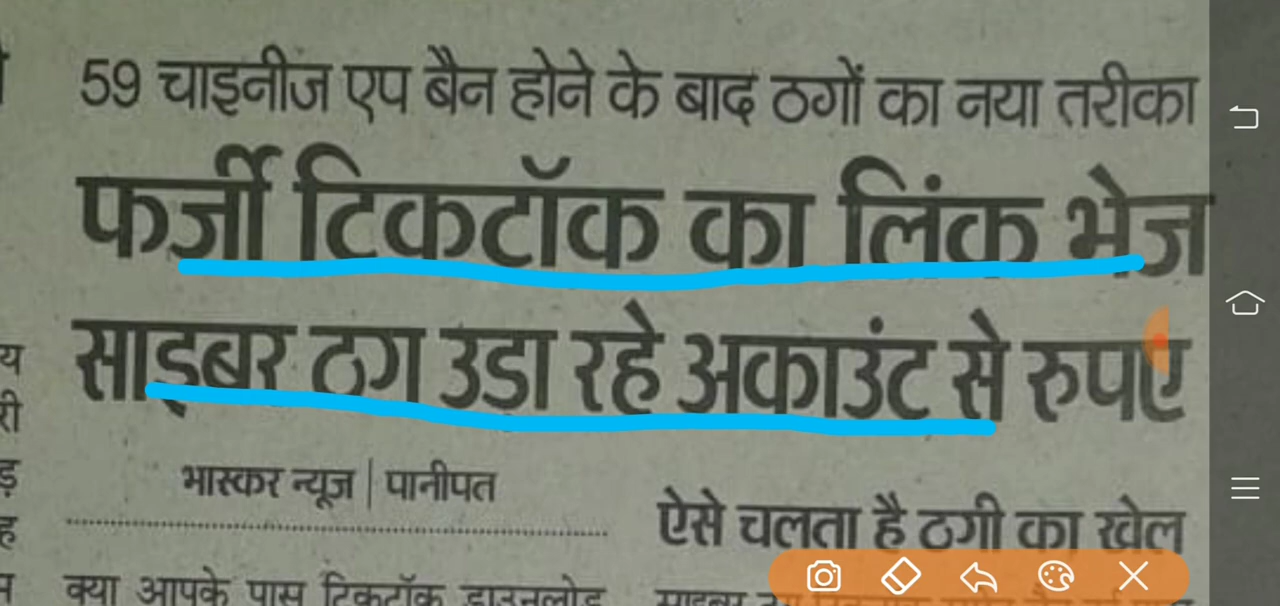 59 चाइनीज एप बैन होने के बाद ठगों का नया तरीका
फर्जी टिकटॉक का लिंक भेज
साइबर ठग उड़ा रहे अकाउंट से रुपए
भास्कर न्यूज | पानीपत
ऐसे चलता है ठगी का खेल
क्या आपके पास टिकटॉक डाउनलोड
य
री
ड़
ह